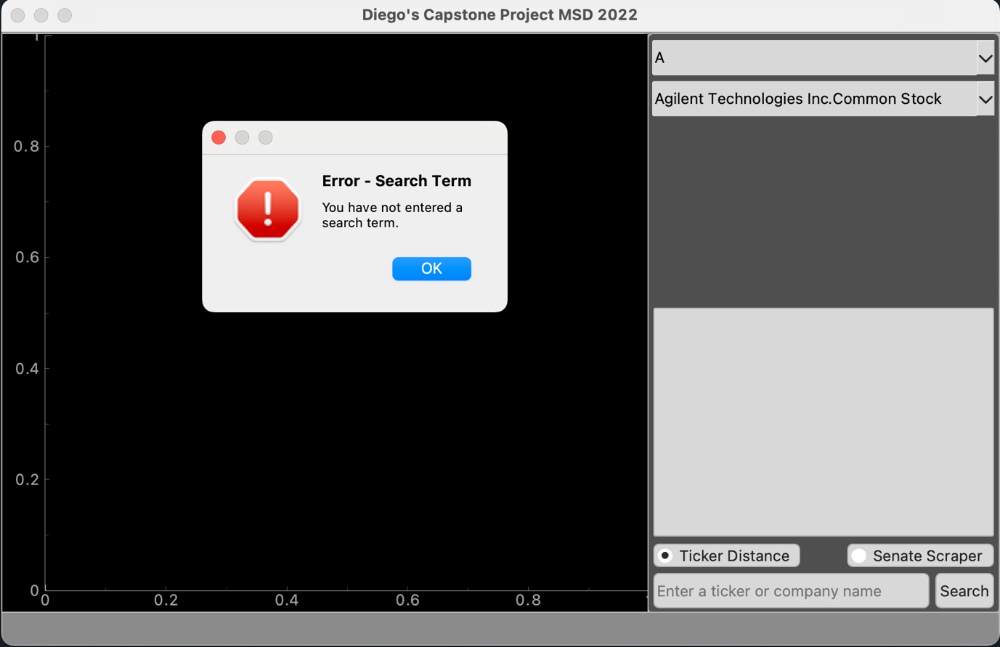 Diego's Capstone Project MSD 2022
A
Agilent Technologies Inc.Common Stock
Error - Search Term
You have not entered a
search term.
OK
0.8
0.6
0.4
0.2
0
0
0.2
0.4
0.6
0.8
Ticker Distance
Senate Scraper
Enter a ticker or company name
Search